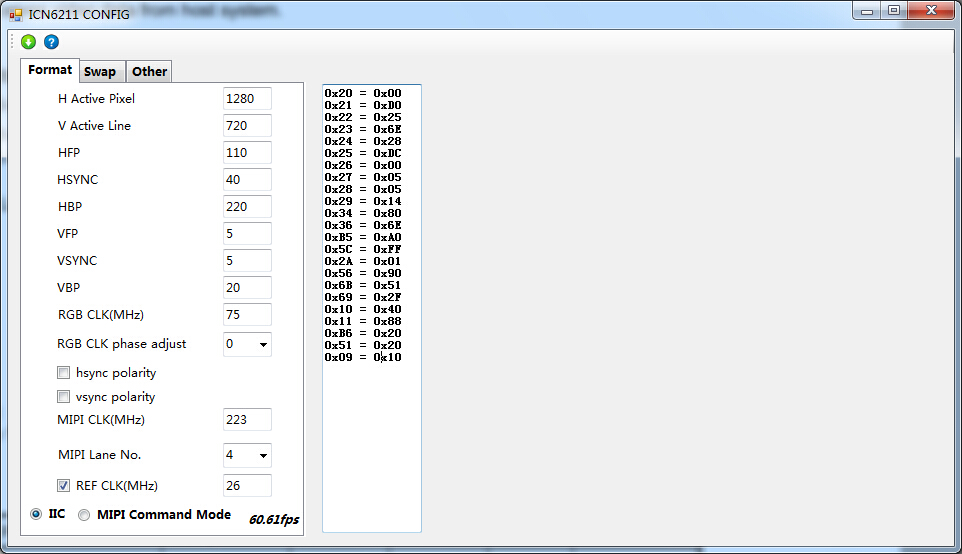 from host system.
ICN6211 CONFIG
Format Swap Other
H Active Pixel 1280
V Active Line 720
HFP 110
HSYNC 40
HBP 220
VFP 5
VSYNC 5
VBP 20
RGB CLK(MHz) 75
RGB CLK phase adjust 0
hsync polarity
vsync polarity
MIPI CLK(MHz) 223
MIPI Lane No. 4
REF CLK(MHz) 26
IIC MIPI Command Mode 60.61fps
0x20 = 0x00
0x21 = 0xD0
0x22 = 0x25
0x23 = 0x6E
0x24 = 0x28
0x25 = 0xDC
0x26 = 0x00
0x27 = 0x05
0x28 = 0x05
0x29 = 0x14
0x34 = 0x80
0x36 = 0x6E
0xB5 = 0xA0
0x5C = 0xFF
0x2A = 0x01
0x56 = 0x90
0x6B = 0x51
0x69 = 0x2F
0x10 = 0x40
0x11 = 0x88
0xB6 = 0x20
0x51 = 0x20
0x09 = 0x10